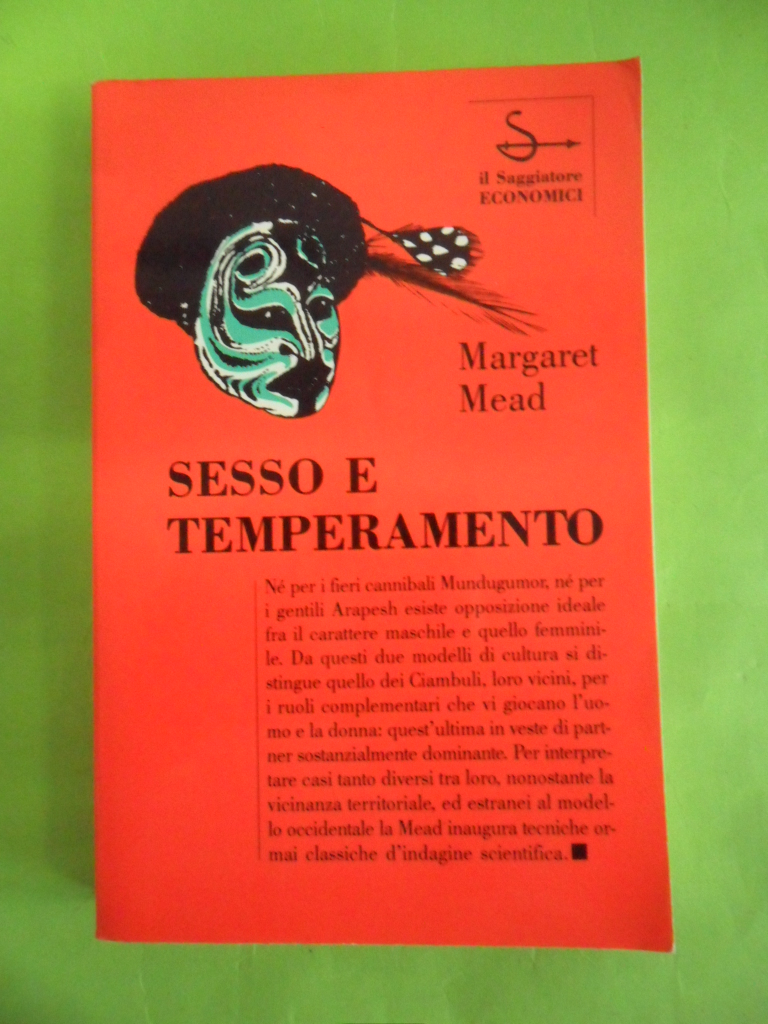 il Saggiatore
ECONOMICI
Margaret
Mead
SESSO E
TEMPERAMENTO
Né per i fieri cannibali Mundugumor, né per
i gentili Arapesh esiste opposizione ideale
fra il carattere maschile e quello femmini-
le. Da questi due modelli di cultura si di-
stingue quello dei Ciambuli, loro vicini, per
i ruoli complementari che vi giocano l'uo-
mo e la donna: quest'ultima in veste di part-
ner sostanzialmente dominante. Per interpre-
tare casi tanto diversi tra loro, nonostante la
vicinanza territoriale, ed estranei al model-
lo occidentale la Mead inaugura tecniche or-
mai classiche d'indagine scientifica.